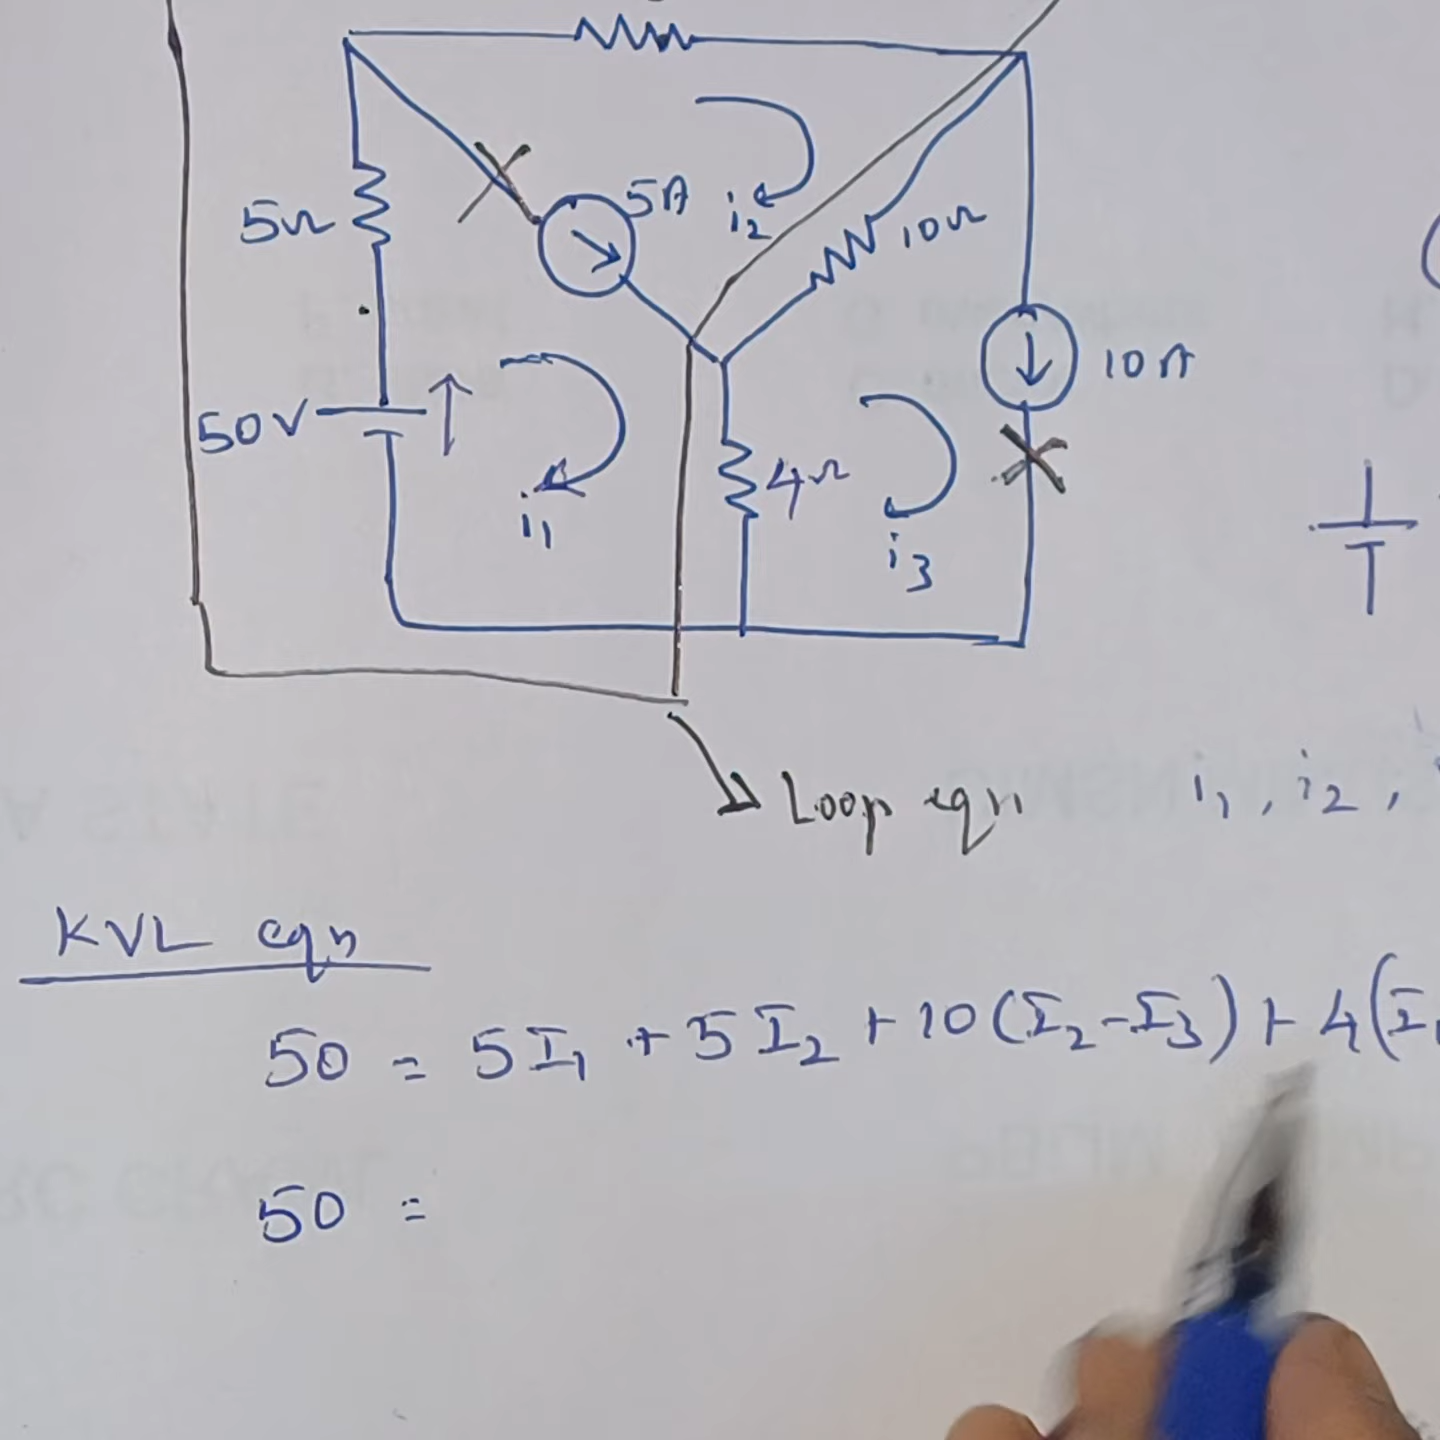 5A
i2
10Ω
5Ω
10A
50V
i1
4Ω
i3
Loop eqn
i1, i2,
KVL eqn
50 = 5I1 + 5I2 + 10(I2-I3) + 4(I1
50 =